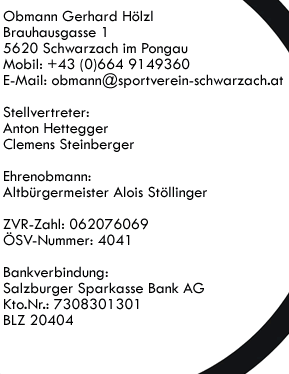 Obmann Gerhard Hölzl
Brauhausgasse 1
5620 Schwarzach im Pongau
Mobil: +43 (0)664 9149360
E-Mail: obmann@sportverein-schwarzach.at
Stellvertreter:
Anton Hettegger
Clemens Steinberger
Ehrenobmann:
Altbürgermeister Alois Stöllinger
ZVR-Zahl: 062076069
ÖSV-Nummer: 4041
Bankverbindung:
Salzburger Sparkasse Bank AG
Kto.Nr.: 7308301301
BLZ 20404